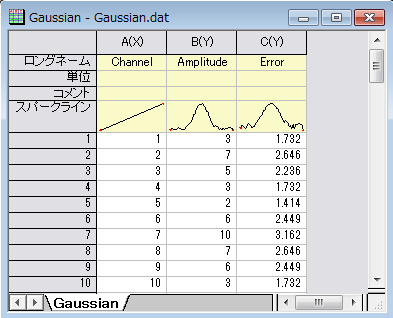 Gaussian - Gaussian.dat
A(X) B(Y) C(Y)
ロングネーム Channel Amplitude Error
単位
コメント
スパークライン
1 1 3 1.732
2 2 7 2.646
3 3 5 2.236
4 4 3 1.732
5 5 2 1.414
6 6 6 2.449
7 7 10 3.162
8 8 7 2.646
9 9 6 2.449
10 10 3 1.732
Gaussian